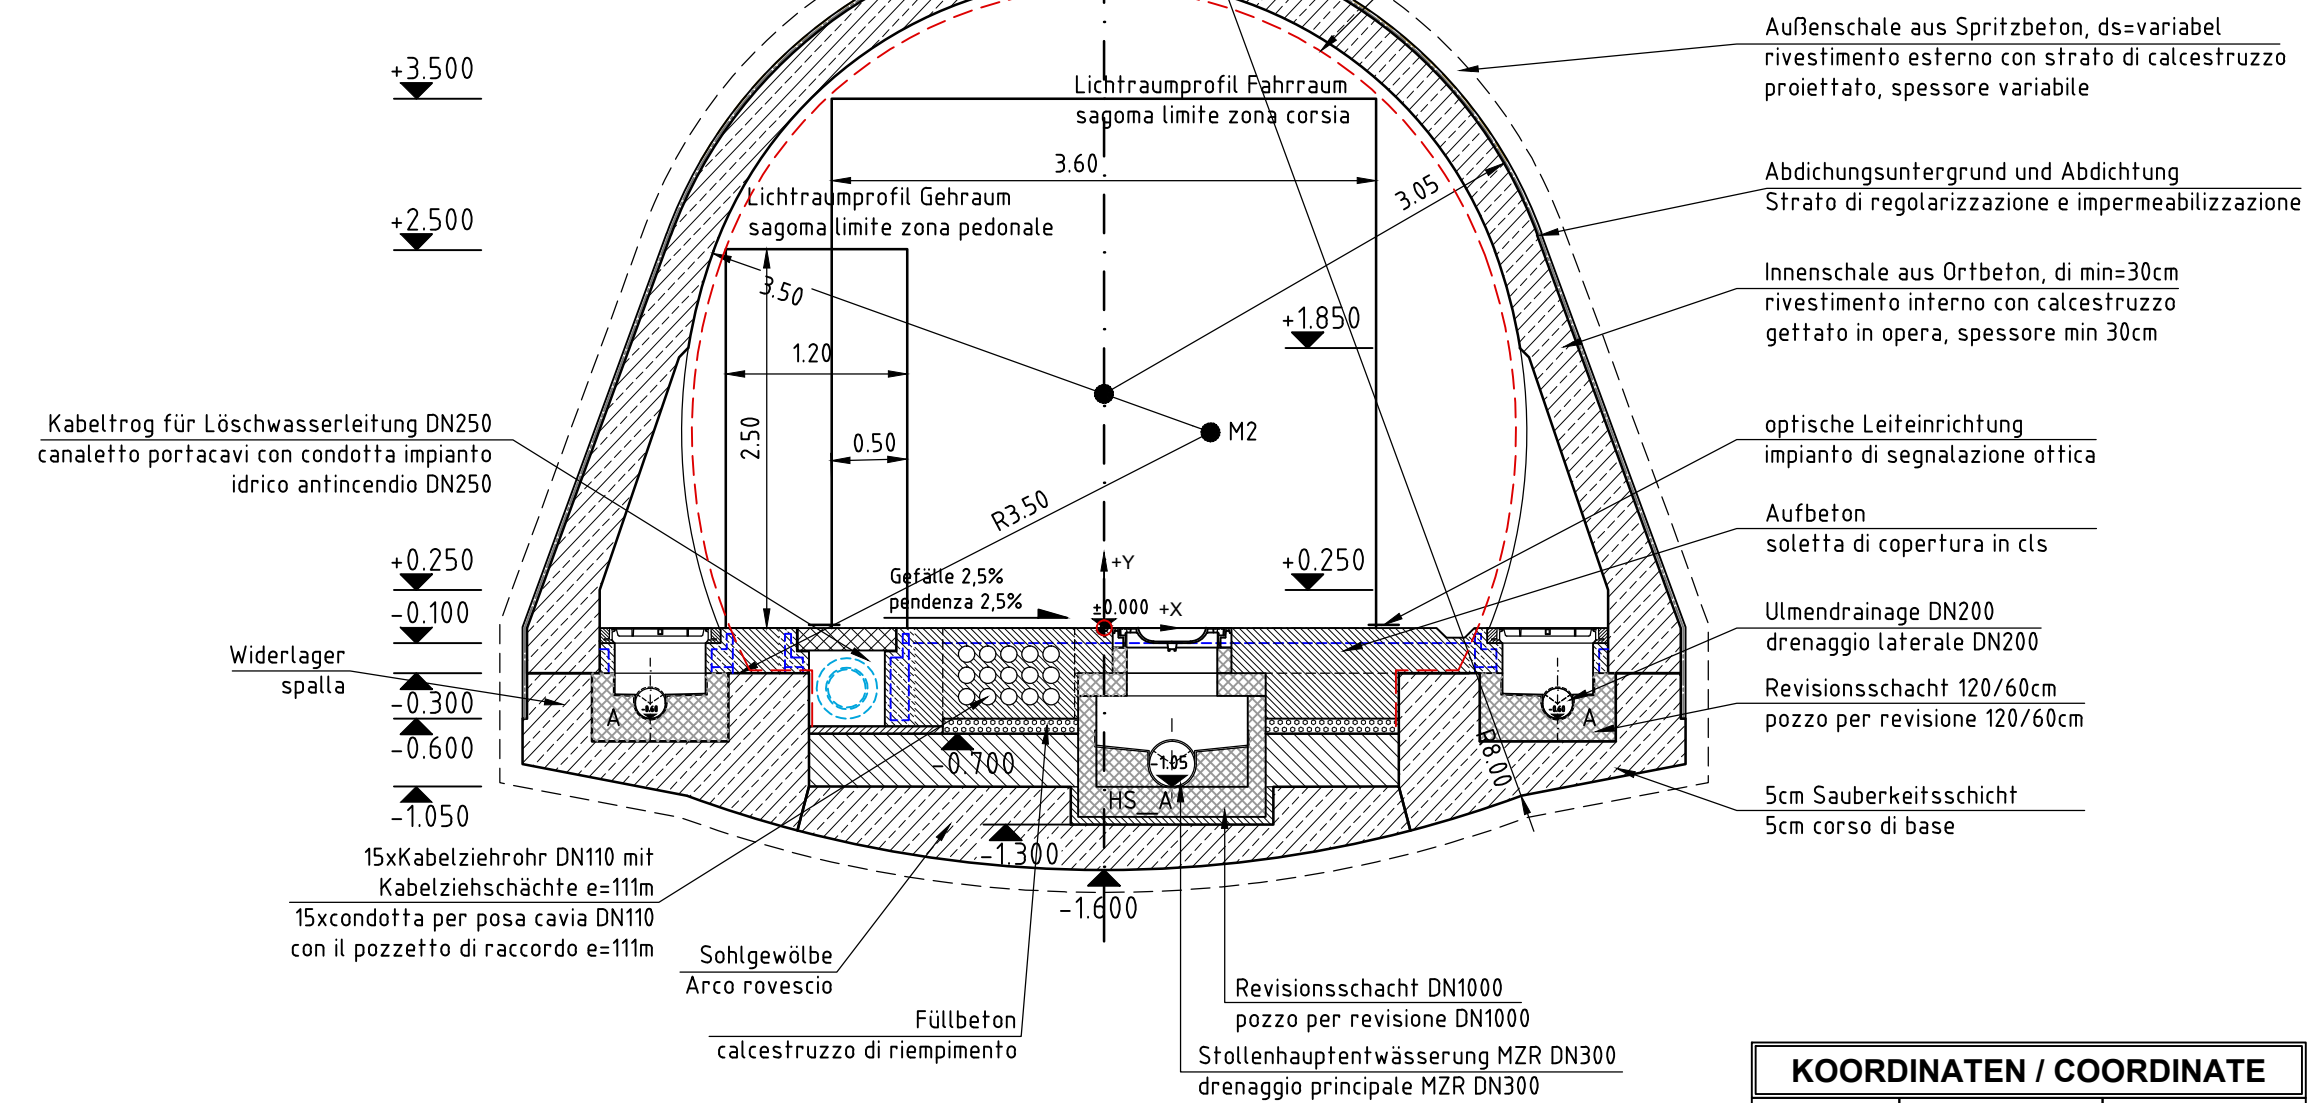 Außenschale aus Spritzbeton, ds=variabel
rivestimento esterno con strato di calcestruzzo
proiettato, spessore variabile
+3.500
Lichtraumprofil Fahrraum
sagoma limite zona corsia
3.60
3.05
Abdichungsuntergrund und Abdichtung
Strato di regolarizzazione e impermeabilizzazione
Lichtraumprofil Gehraum
sagoma limite zona pedonale
+2.500
Innenschale aus Ortbeton, di min=30cm
rivestimento interno con calcestruzzo
gettato in opera, spessore min 30cm
3.50
+1.850
1.20
Kabeltrog für Löschwasserleitung DN250
canaletto portacavi con condotta impianto
idrico antincendio DN250
2.50
0.50
M2
optische Leiteinrichtung
impianto di segnalazione ottica
R3.50
Aufbeton
soletta di copertura in cls
+0.250
+0.250
+Y
Gefälle 2,5%
pendenza 2,5%
±0.000
+X
-0.100
Ulmendrainage DN200
drenaggio laterale DN200
Widerlager
spalla
-0.300
-0.60
-0.60
A
A
Revisionsschacht 120/60cm
pozzo per revisione 120/60cm
-0.600
-0.700
-1.05
R8.00
HS
A
5cm Sauberkeitsschicht
5cm corso di base
-1.050
-1.300
15xKabelziehrohr DN110 mit
Kabelziehschächte e=111m
15xcondotta per posa cavia DN110
con il pozzetto di raccordo e=111m
-1.600
Sohlgewölbe
Arco rovescio
Revisionsschacht DN1000
pozzo per revisione DN1000
Füllbeton
calcestruzzo di riempimento
Stollenhauptentwässerung MZR DN300
drenaggio principale MZR DN300
KOORDINATEN / COORDINATE